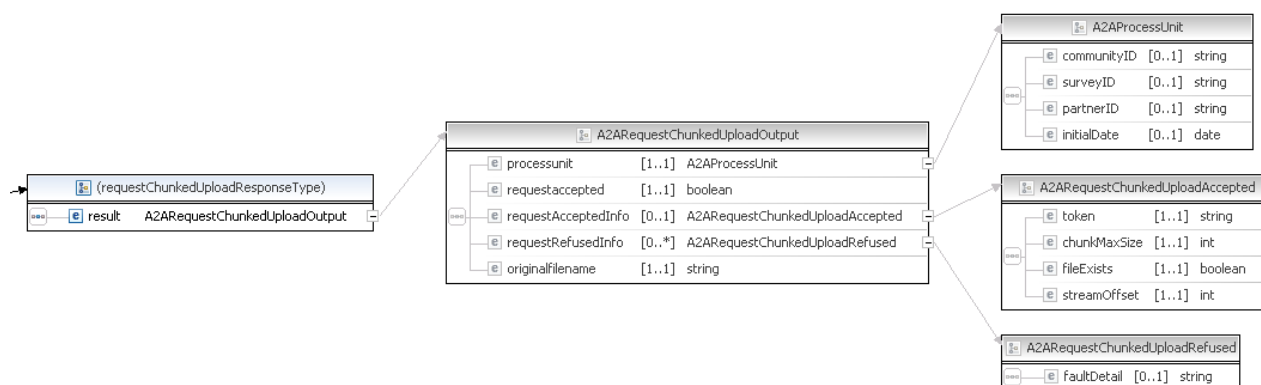 A2AProcessUnit
communityID [0..1] string
surveyID [0..1] string
partnerID [0..1] string
initialDate [0..1] date
A2ARequestChunkedUploadOutput
processunit [1..1] A2AProcessUnit
requestaccepted [1..1] boolean
requestAcceptedInfo [0..1] A2ARequestChunkedUploadAccepted
requestRefusedInfo [0..*] A2ARequestChunkedUploadRefused
originalfilename [1..1] string
(requestChunkedUploadResponseType)
result A2ARequestChunkedUploadOutput
A2ARequestChunkedUploadAccepted
token [1..1] string
chunkMaxSize [1..1] int
fileExists [1..1] boolean
streamOffset [1..1] int
A2ARequestChunkedUploadRefused
faultDetail [0..1] string